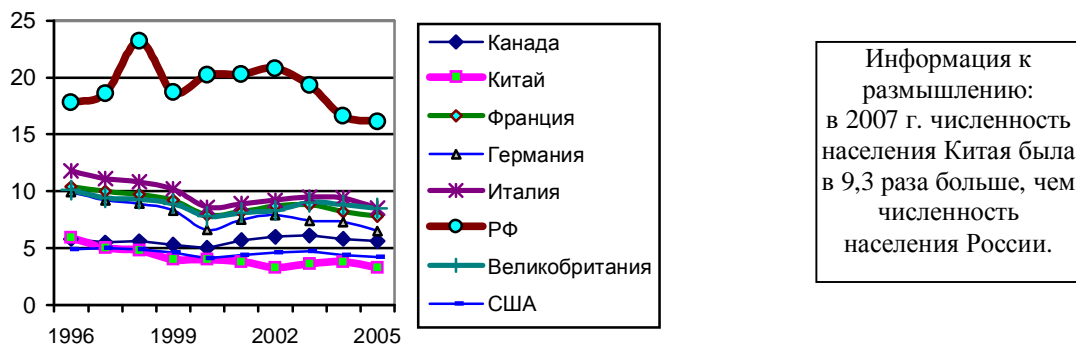 25
20
15
10
5
0
1996 1999 2002 2005
Канада
Китай
Франция
Германия
Италия
РФ
Великобритания
США
Информация к
размышлению:
в 2007 г. численность
населения Китая была
в 9,3 раза больше, чем
численность
населения России.